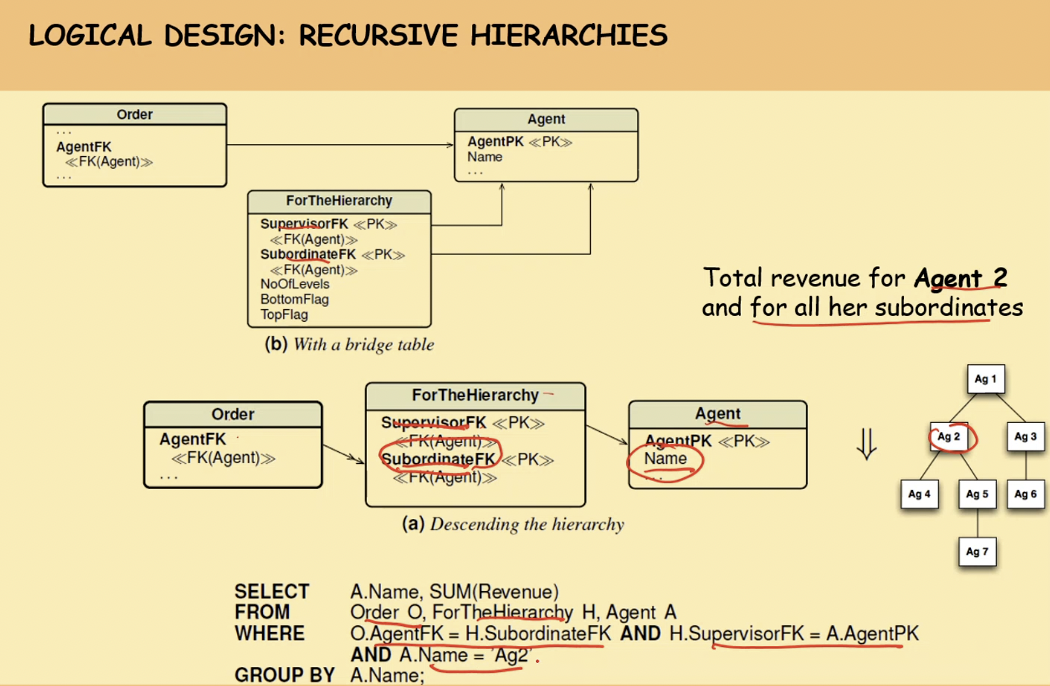 LOGICAL DESIGN: RECURSIVE HIERARCHIES
Order
...
AgentFK
≪FK(Agent)≫
...
Agent
AgentPK ≪PK≫
Name
...
ForTheHierarchy
SupervisorFK ≪PK≫
≪FK(Agent)≫
SubordinateFK ≪PK≫
≪FK(Agent)≫
NoOfLevels
BottomFlag
TopFlag
(b) With a bridge table
Total revenue for Agent 2
and for all her subordinates
Order
AgentFK
≪FK(Agent)≫
...
ForTheHierarchy
SupervisorFK ≪PK≫
≪FK(Agent)≫
SubordinateFK ≪PK≫
≪FK(Agent)≫
Agent
AgentPK ≪PK≫
Name
...
(a) Descending the hierarchy
Ag 1
Ag 2
Ag 3
Ag 4
Ag 5
Ag 6
Ag 7
SELECT A.Name, SUM(Revenue)
FROM Order O, ForTheHierarchy H, Agent A
WHERE O.AgentFK = H.SubordinateFK AND H.SupervisorFK = A.AgentPK
AND A.Name = 'Ag2'
GROUP BY A.Name;